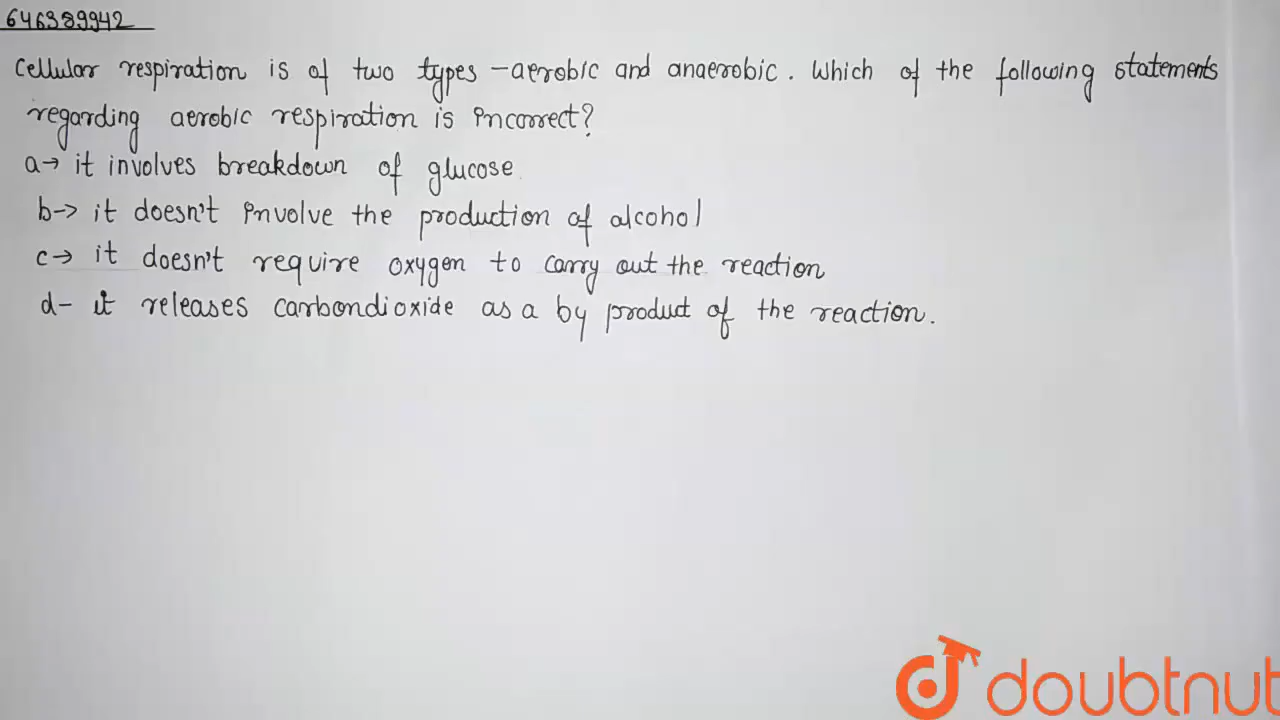 646389942
Cellular respiration is of two types - aerobic and anaerobic. Which of the following statements
regarding aerobic respiration is incorrect?
a→ it involves breakdown of glucose
b→ it doesn't involve the production of alcohol
c→ it doesn't require oxygen to carry out the reaction
d- it releases carbondioxide as a by product of the reaction.
doubtnut